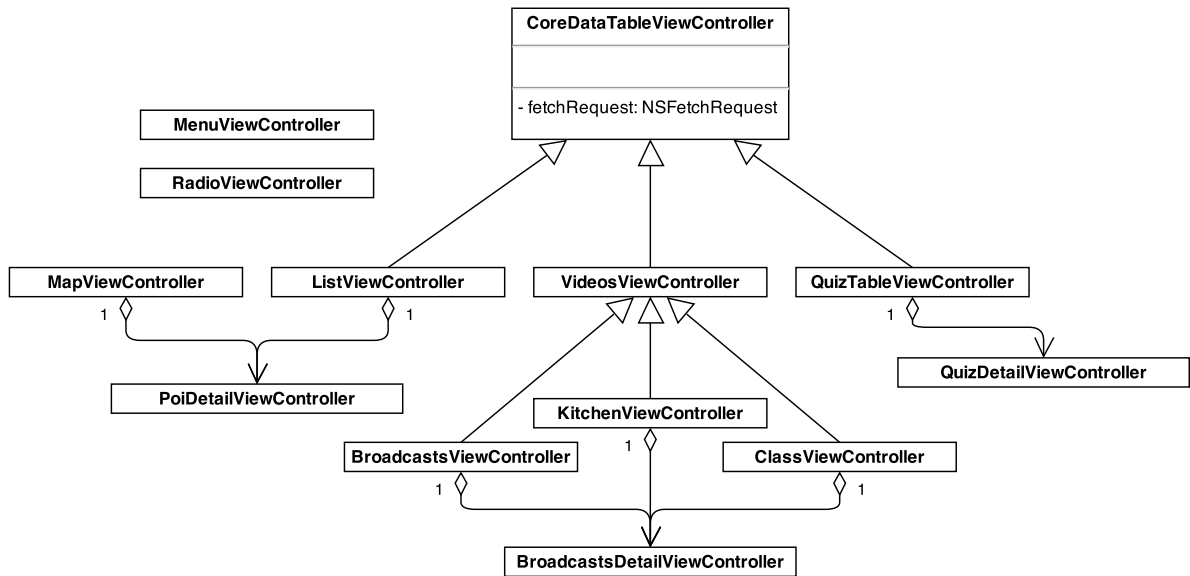 CoreDataTableViewController
- fetchRequest: NSFetchRequest
MenuViewController
RadioViewController
MapViewController
ListViewController
VideosViewController
QuizTableViewController
1
1
1
QuizDetailViewController
PoiDetailViewController
KitchenViewController
1
BroadcastsViewController
ClassViewController
1
1
BroadcastsDetailViewController